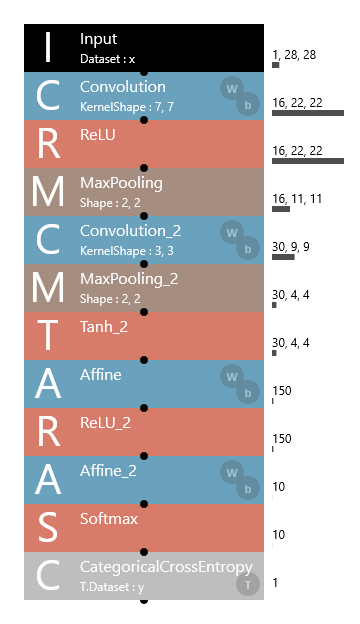 I Input 1, 28, 28
Dataset : x
C Convolution W b 16, 22, 22
KernelShape : 7, 7
R ReLU 16, 22, 22
M MaxPooling 16, 11, 11
Shape : 2, 2
C Convolution_2 W b 30, 9, 9
KernelShape : 3, 3
M MaxPooling_2 30, 4, 4
Shape : 2, 2
T Tanh_2 30, 4, 4
A Affine W b 150
R ReLU_2 150
A Affine_2 W b 10
S Softmax 10
C CategoricalCrossEntropy 1
T.Dataset : y T